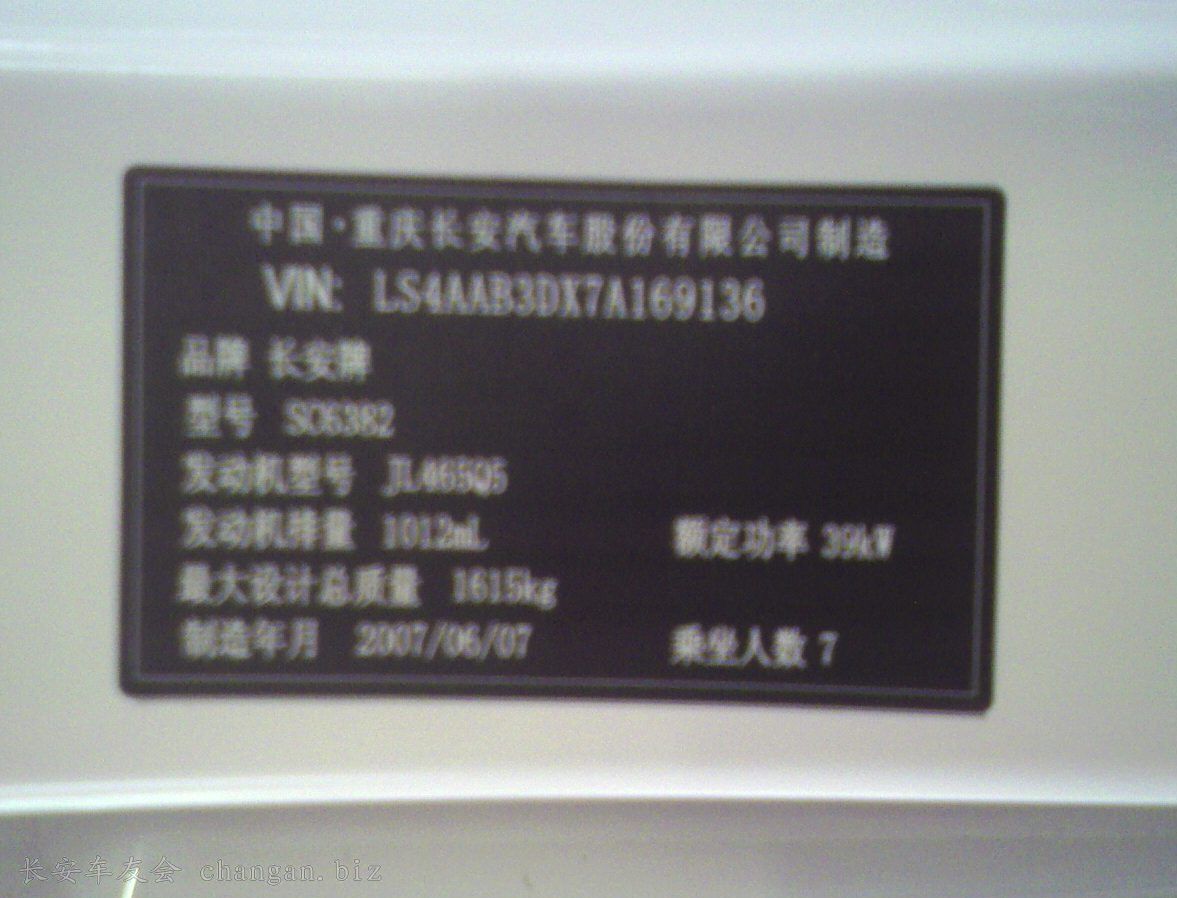 中国·重庆长安汽车股份有限公司制造
VIN: LS4AAB3DX7A169136
品牌 长安牌
型号 SC6382
发动机型号 JL465Q5
发动机排量 1012mL 额定功率 39kW
最大设计总质量 1615kg
制造年月 2007/06/07 乘坐人数 7
长安车友会 changan.biz